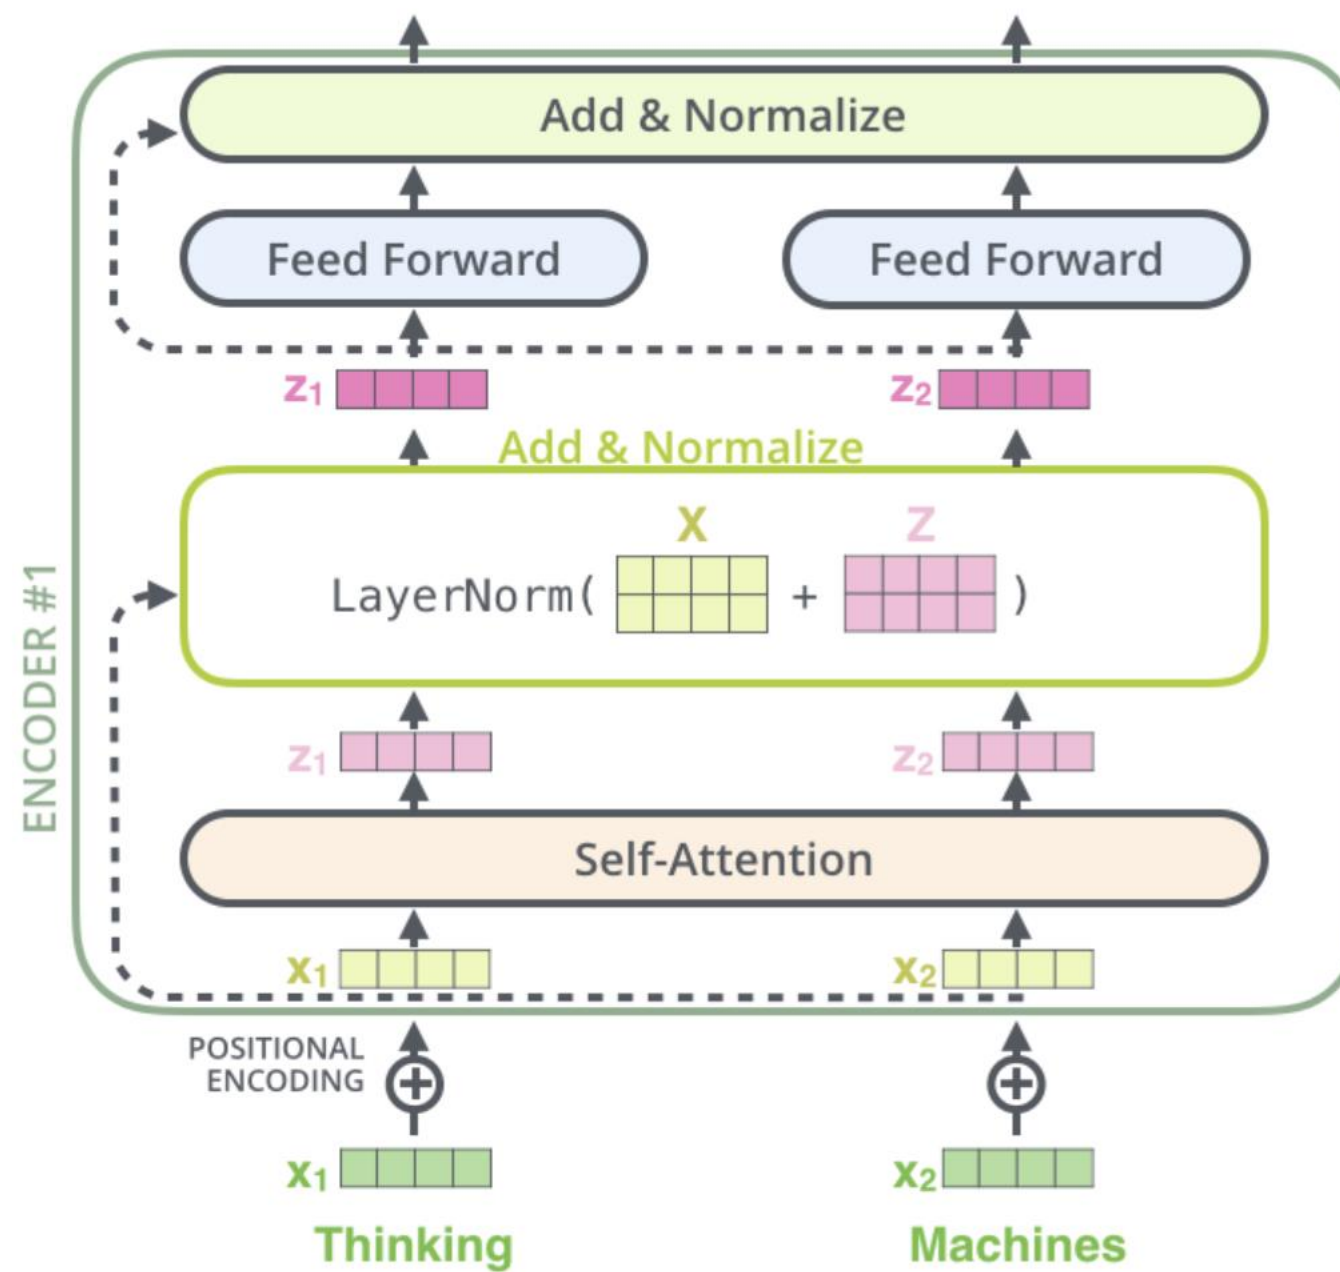 Add & Normalize
Feed Forward Feed Forward
z1 z2
Add & Normalize
X Z
LayerNorm( + )
ENCODER #1
z1 z2
Self-Attention
x1 x2
POSITIONAL
ENCODING
x1 x2
Thinking Machines